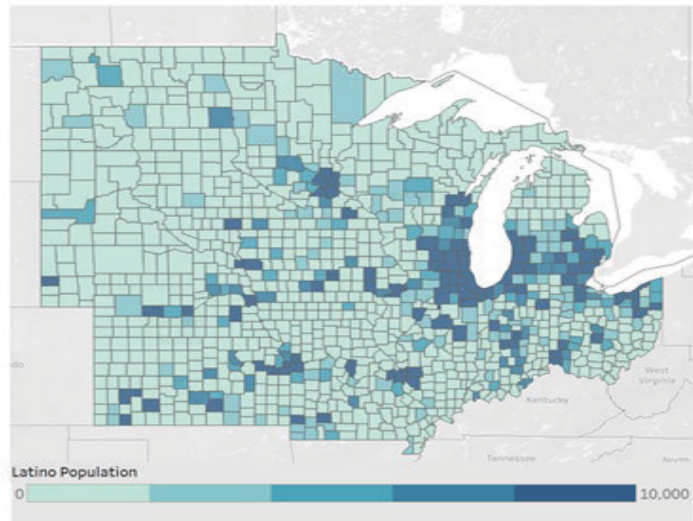 West
Virginia
Kentucky
Tennessee
Latino Population
0
10,000